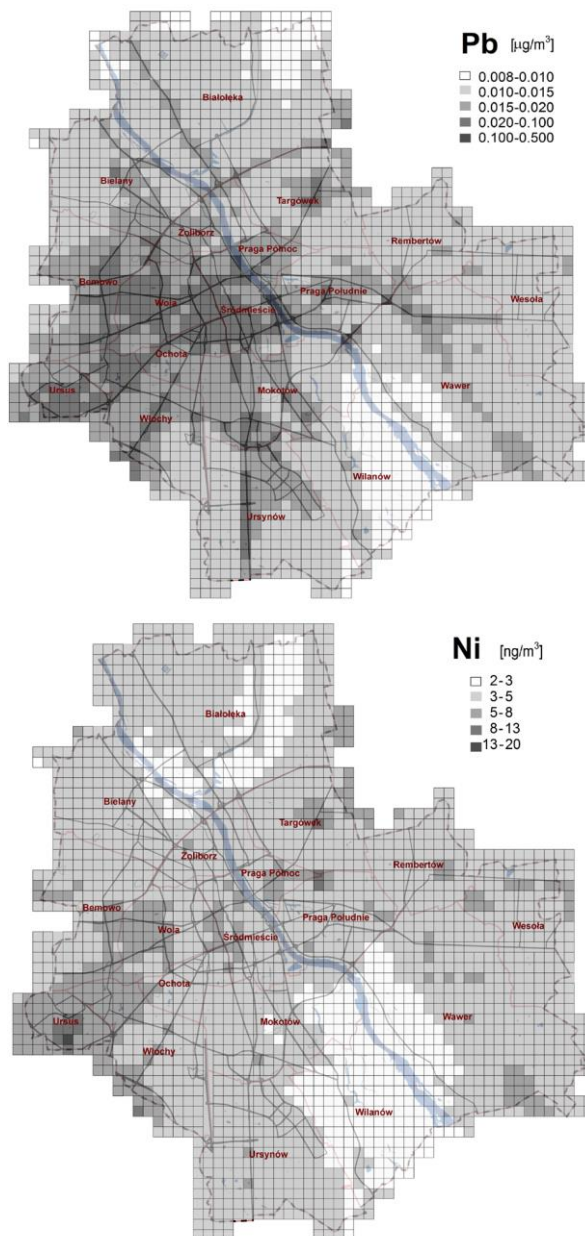 Pb [µg/m³]
0.008-0.010
0.010-0.015
0.015-0.020
0.020-0.100
0.100-0.500
Białołęka
Bielany
Targówek
Żoliborz
Rembertów
Praga Północ
Bemowo
Praga Południe
Wesoła
Wola
Śródmieście
Ochota
Ursus
Mokotów
Wawer
Włochy
Wilanów
Ursynów
Ni [ng/m³]
2-3
3-5
5-8
8-13
13-20
Białołęka
Bielany
Targówek
Żoliborz
Rembertów
Praga Północ
Bemowo
Praga Południe
Wesoła
Wola
Śródmieście
Ochota
Ursus
Mokotów
Wawer
Włochy
Wilanów
Ursynów